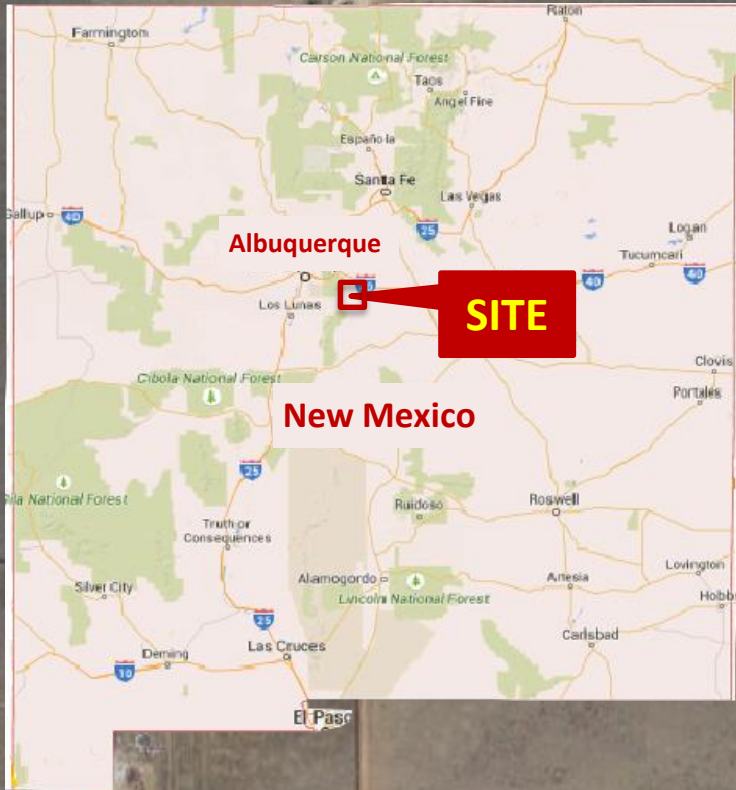 Raton
Farmington
Carson National Forest
Taos
Angel Fire
Española
Santa Fe
Las Vegas
Gallup
40
25
Logan
Albuquerque
Tucumcari
40
40
SITE
Los Lunas
Clovis
Cibola National Forest
Portales
New Mexico
25
Gila National Forest
Ruidoso
Roswell
Truth or
Consequences
Lovington
Alamogordo
Artesia
Silver City
Lincoln National Forest
Hobbs
25
Carlsbad
Las Cruces
Deming
10
El Paso